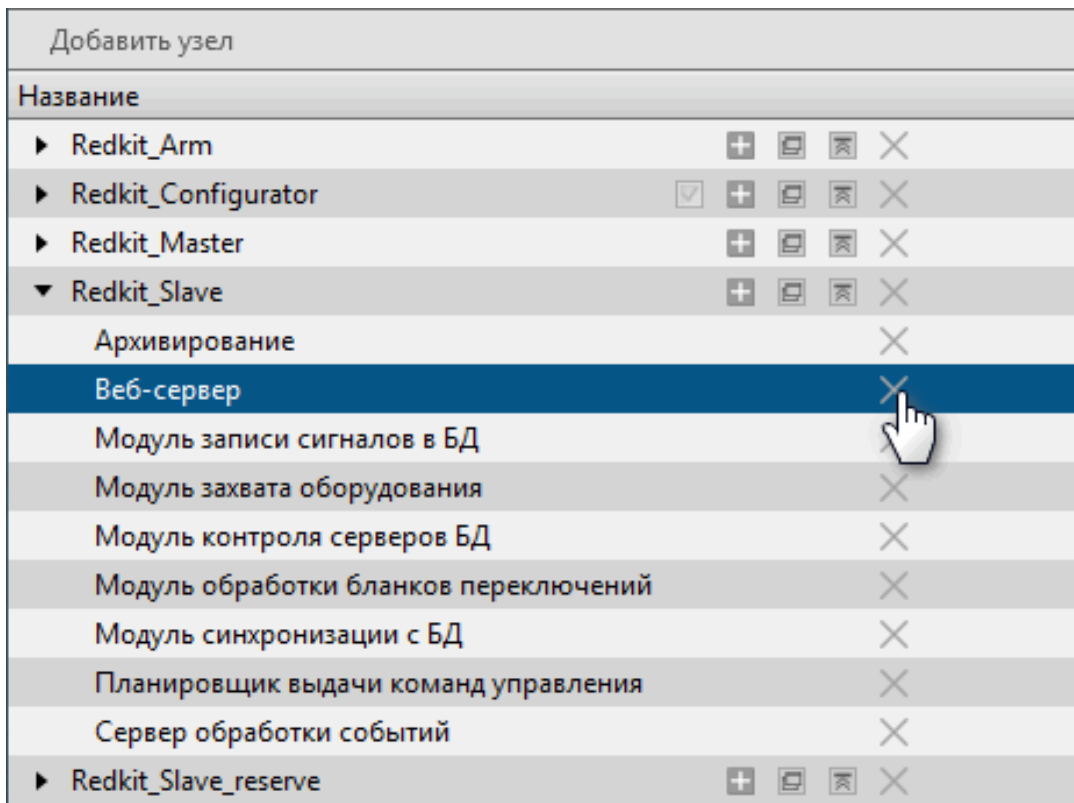 Добавить узел
Название
Redkit_Arm
Redkit_Configurator
Redkit_Master
Redkit_Slave
Архивирование
Веб-сервер
Модуль записи сигналов в БД
Модуль захвата оборудования
Модуль контроля серверов БД
Модуль обработки бланков переключений
Модуль синхронизации с БД
Планировщик выдачи команд управления
Сервер обработки событий
Redkit_Slave_reserve